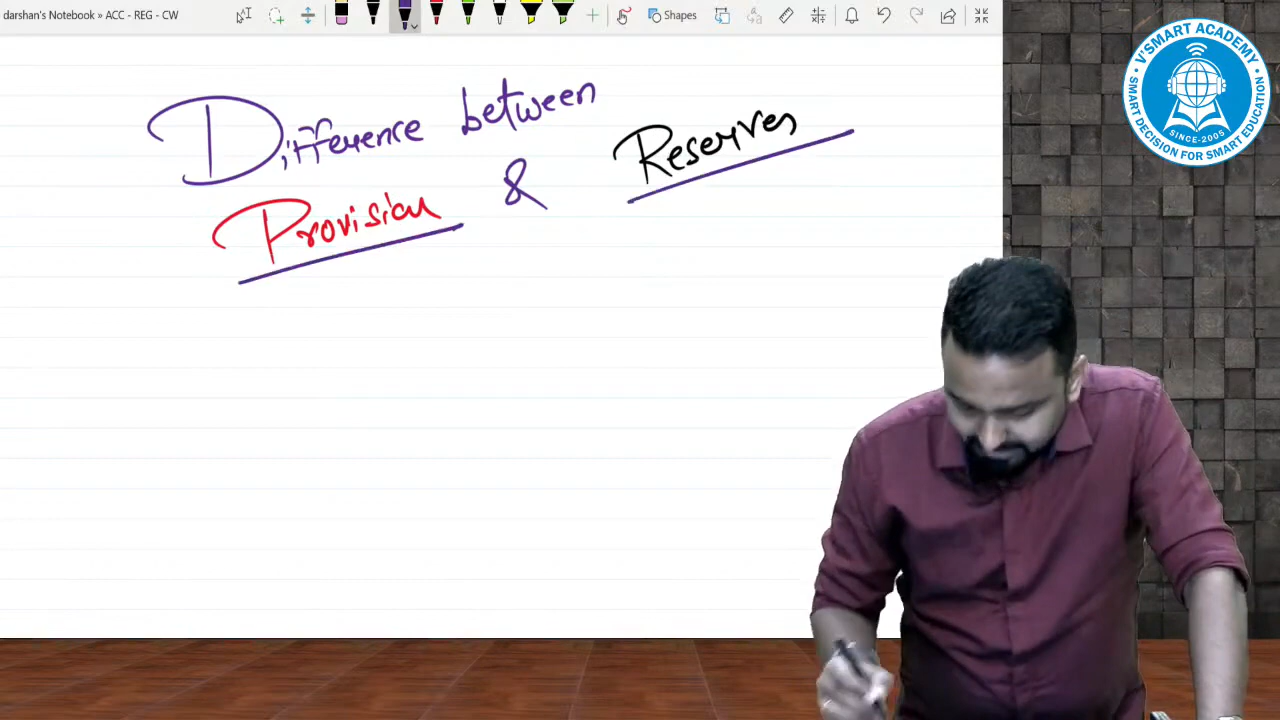 darshan's Notebook » ACC - REG - CW
Shapes
Difference between
Provision & Reserves
V'SMART ACADEMY
SINCE-2005
SMART DECISION FOR SMART EDUCATION